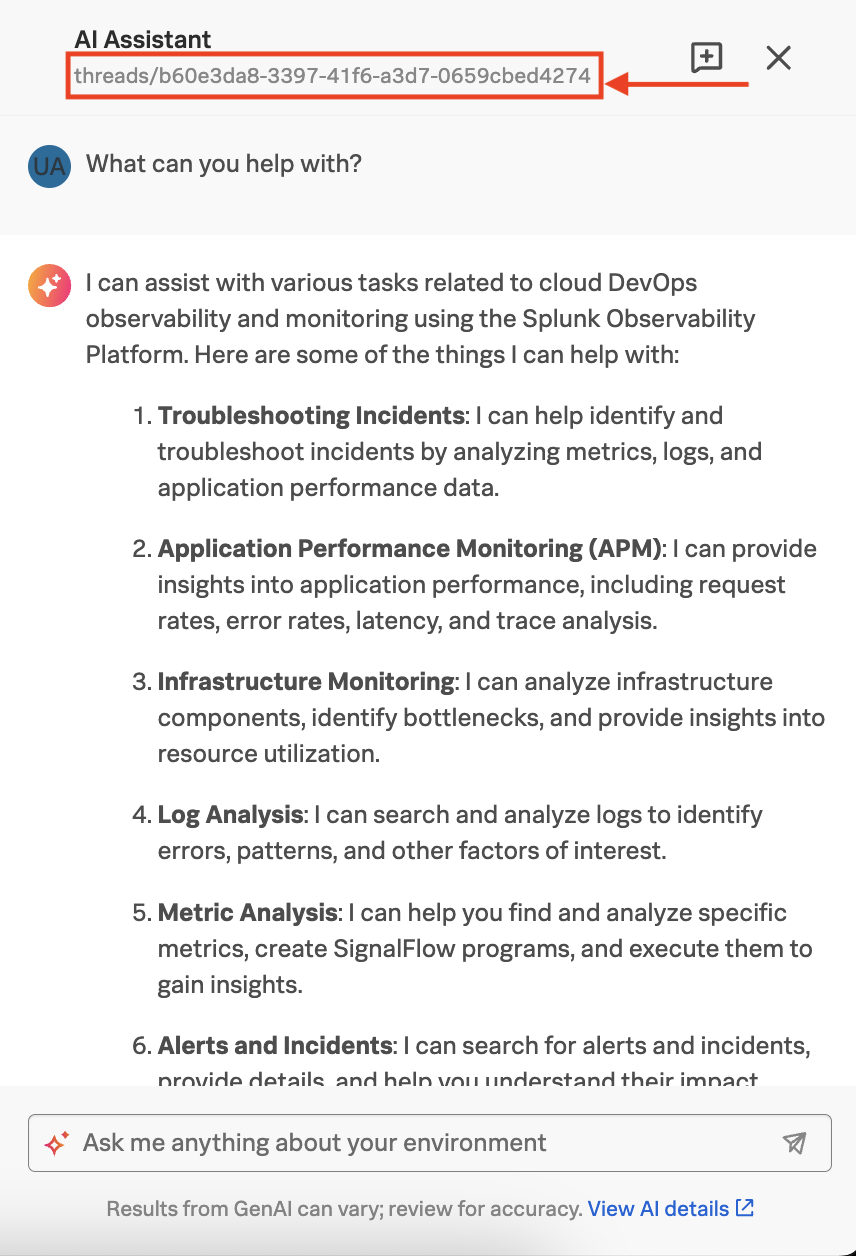 AI Assistant
threads/b60e3da8-3397-41f6-a3d7-0659cbed4274
UA
What can you help with?
I can assist with various tasks related to cloud DevOps
observability and monitoring using the Splunk Observability
Platform. Here are some of the things I can help with:
1. Troubleshooting Incidents: I can help identify and
troubleshoot incidents by analyzing metrics, logs, and
application performance data.
2. Application Performance Monitoring (APM): I can provide
insights into application performance, including request
rates, error rates, latency, and trace analysis.
3. Infrastructure Monitoring: I can analyze infrastructure
components, identify bottlenecks, and provide insights into
resource utilization.
4. Log Analysis: I can search and analyze logs to identify
errors, patterns, and other factors of interest.
5. Metric Analysis: I can help you find and analyze specific
metrics, create SignalFlow programs, and execute them to
gain insights.
6. Alerts and Incidents: I can search for alerts and incidents,
provide details, and help you understand their impact
Ask me anything about your environment
Results from GenAI can vary; review for accuracy. View AI details